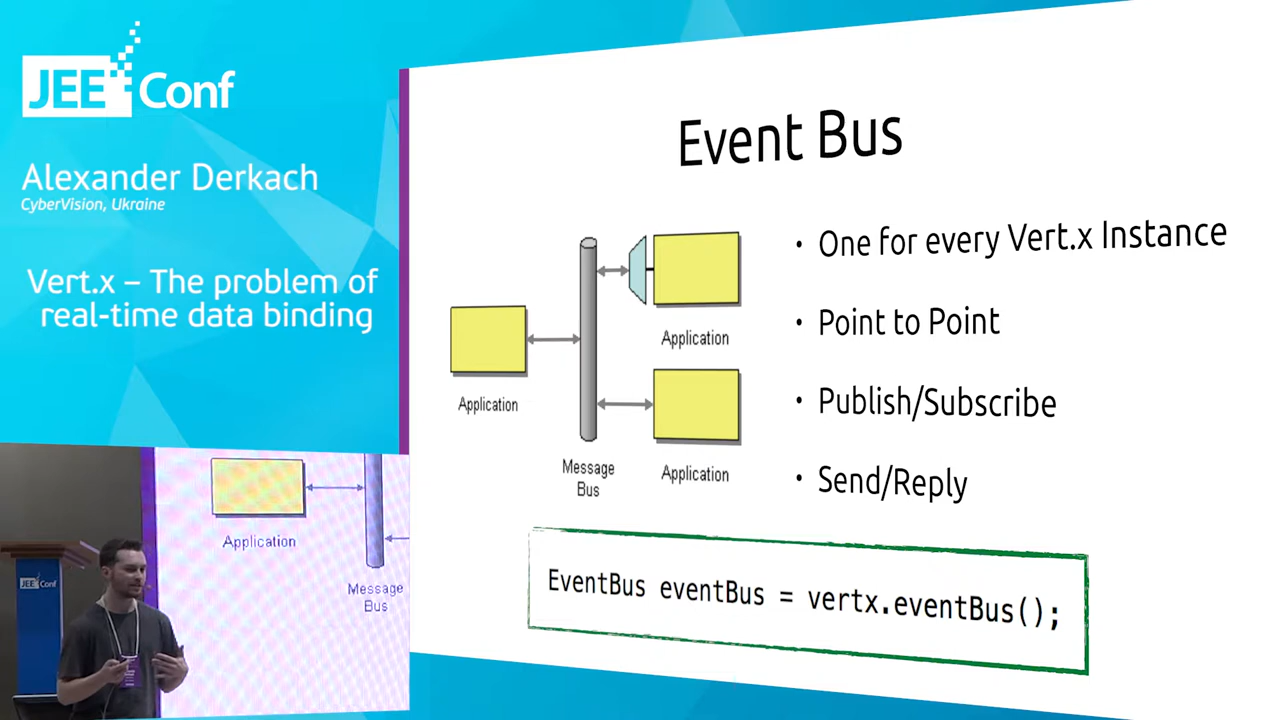 JEE Conf
Alexander Derkach
CyberVision, Ukraine
Vert.x – The problem of
real-time data binding
Event Bus
• One for every Vert.x Instance
• Point to Point
• Publish/Subscribe
• Send/Reply
Application
Application
Application
Message
Bus
EventBus eventBus = vertx.eventBus();
Application
Message
Bus
JEE Conf